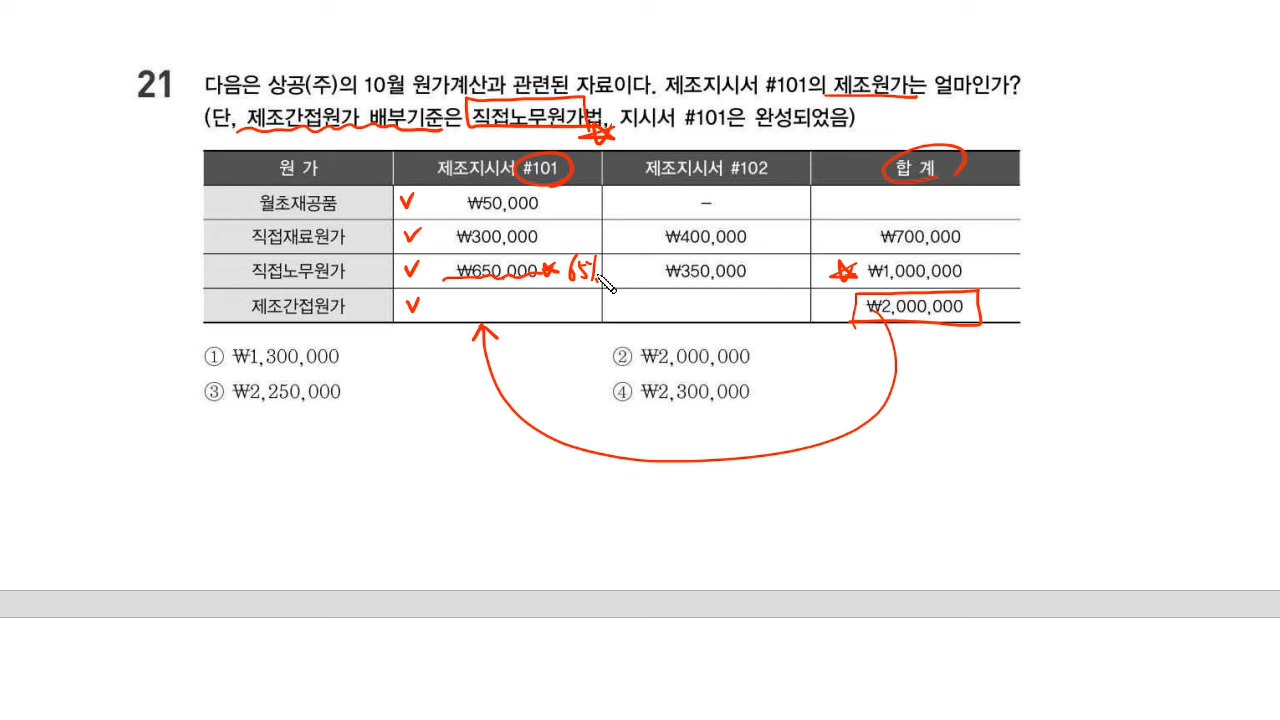 21 다음은 상공(주)의 10월 원가계산과 관련된 자료이다. 제조지시서 #101의 제조원가는 얼마인가?
(단, 제조간접원가 배부기준은 직접노무원가법, 지시서 #101은 완성되었음)
원 가 제조지시서 #101 제조지시서 #102 합 계
월초재공품 ₩50,000 –
직접재료원가 ₩300,000 ₩400,000 ₩700,000
직접노무원가 ₩650,000 65% ₩350,000 ₩1,000,000
제조간접원가 ₩2,000,000
① ₩1,300,000 ② ₩2,000,000
③ ₩2,250,000 ④ ₩2,300,000